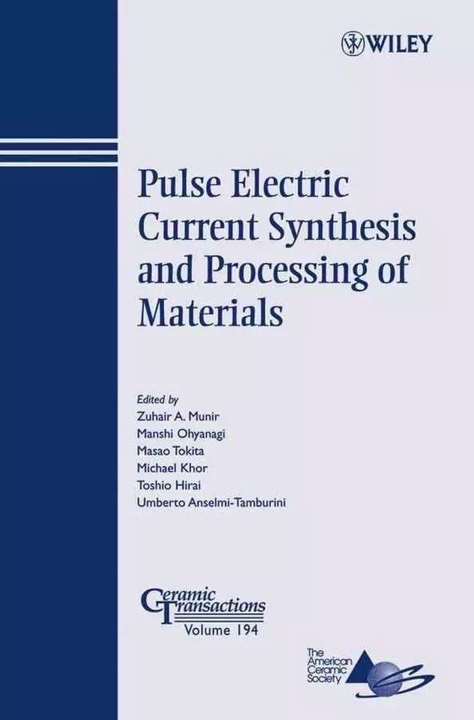 WILEY
Pulse Electric
Current Synthesis
and Processing of
Materials
Edited by
Zuhair A. Munir
Manshi Ohyanagi
Masao Tokita
Michael Khor
Toshio Hirai
Umberto Anselmi-Tamburini
Ceramic
Transactions
Volume 194
The
American
Ceramic
Society